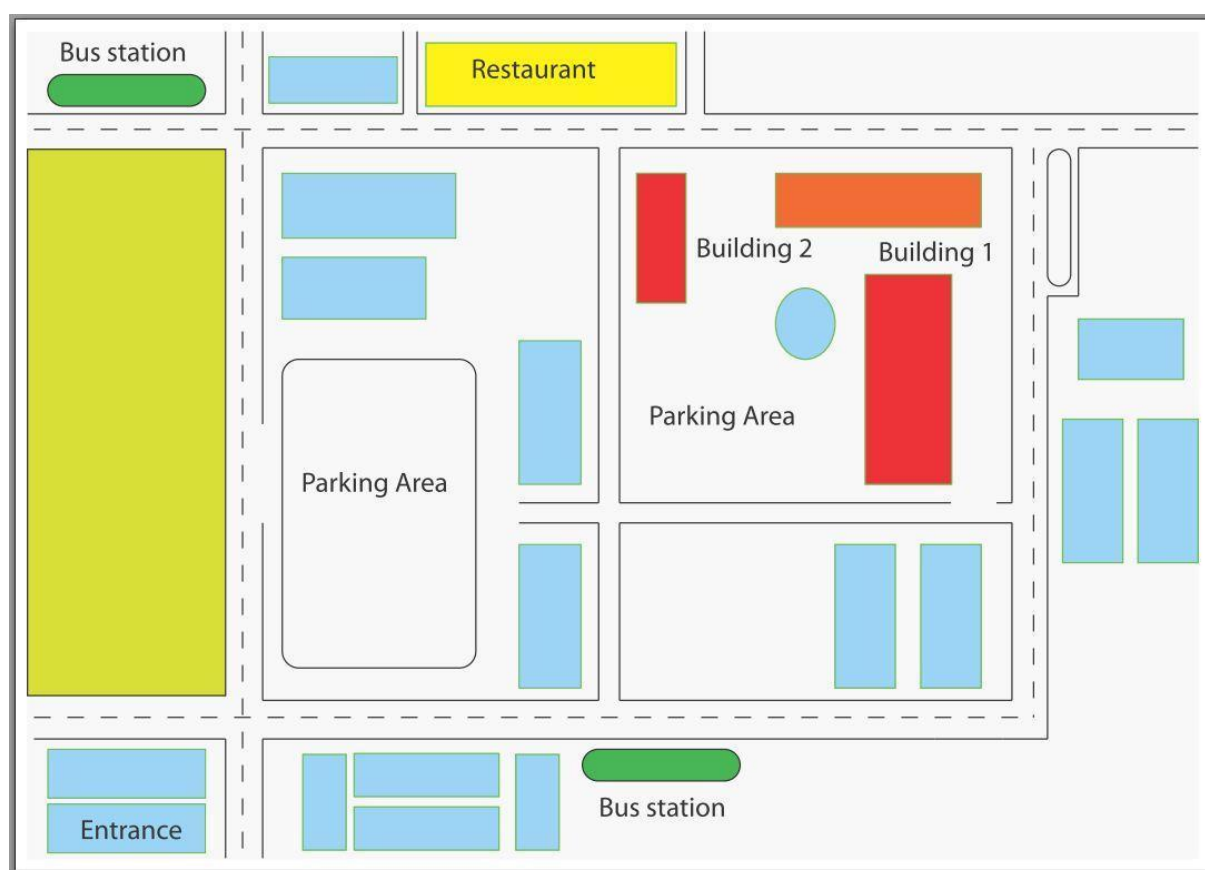 Bus station
Restaurant
Building 2
Building 1
Parking Area
Parking Area
Entrance
Bus station